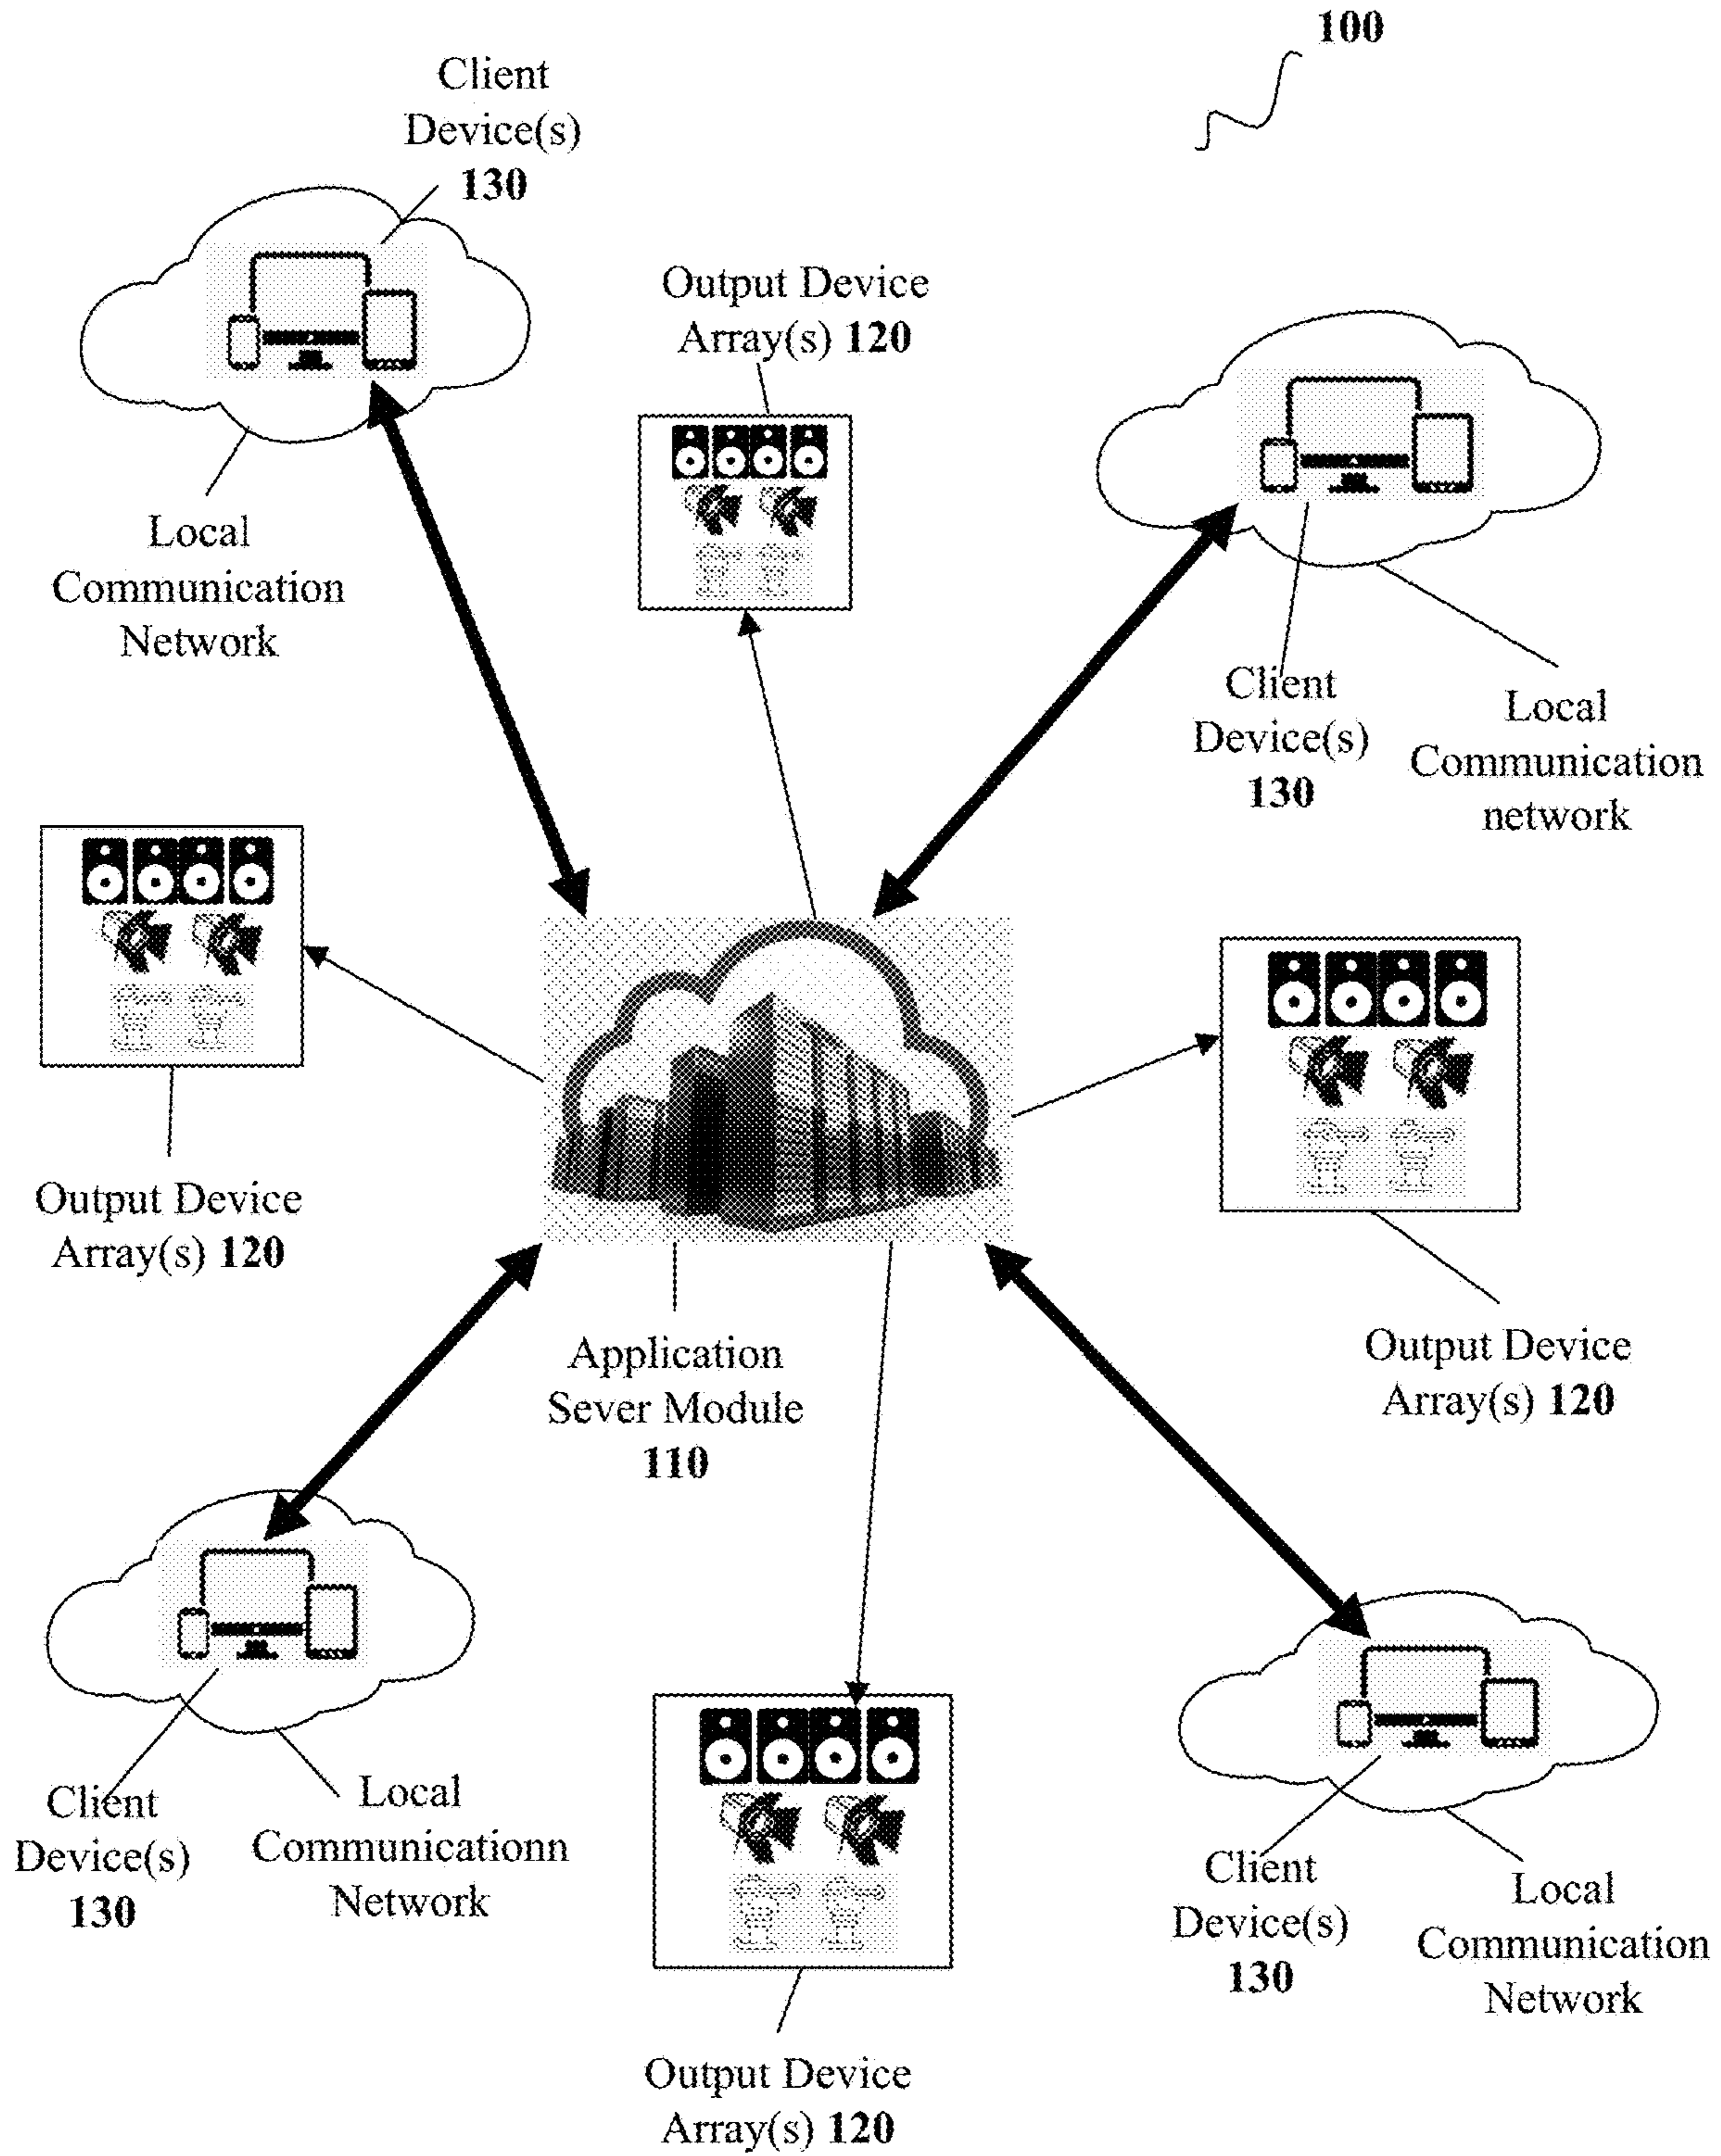 100
Client
Device(s)
130
Output Device
Array(s) 120
Local
Communication
Network
Client
Device(s)
130
Local
Communication
network
Output Device
Array(s) 120
Application
Sever Module
110
Output Device
Array(s) 120
Client
Device(s)
130
Local
Communicationn
Network
Client
Device(s)
130
Local
Communication
Network
Output Device
Array(s) 120